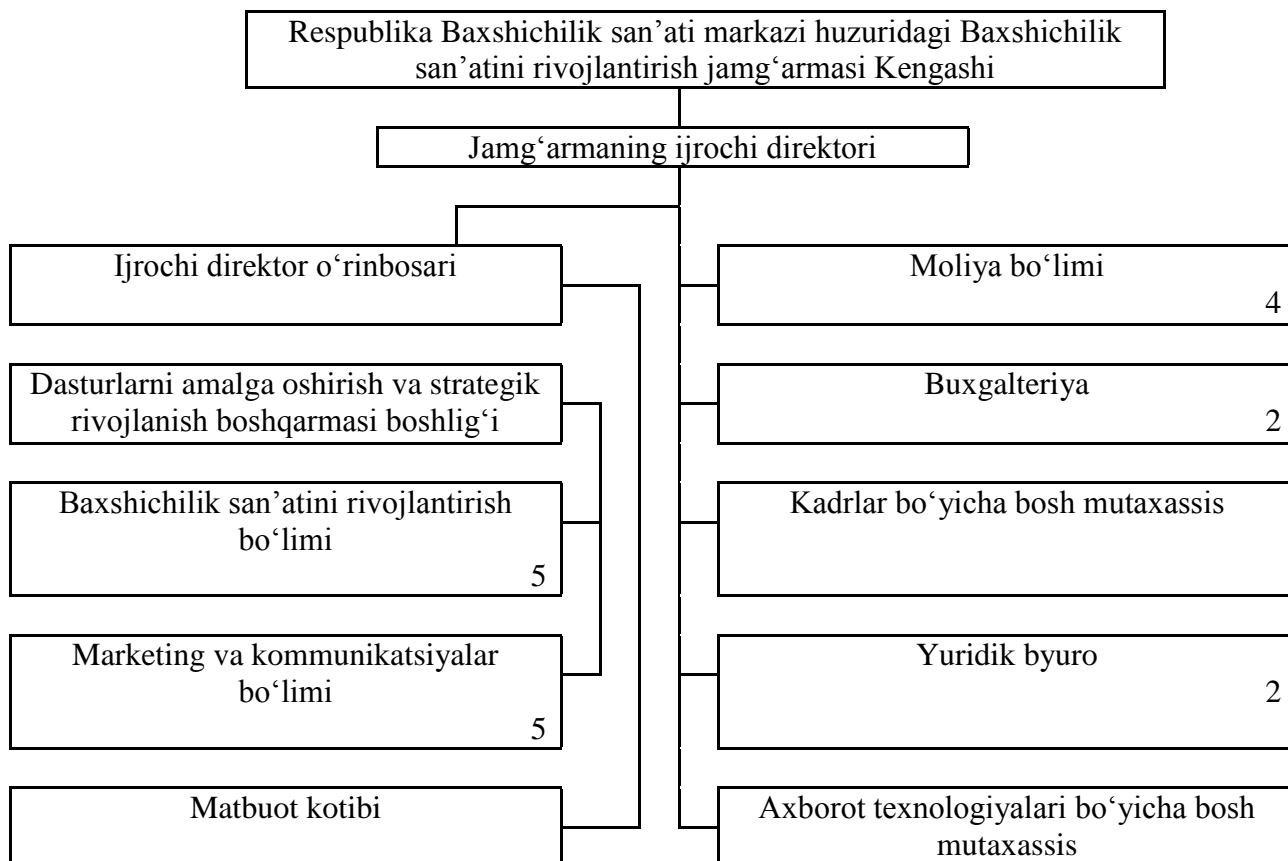 Respublika Baxshichilik san’ati markazi huzuridagi Baxshichilik
san’atini rivojlantirish jamg‘armasi Kengashi
Jamg‘armaning ijrochi direktori
Ijrochi direktor o‘rinbosari
Dasturlarni amalga oshirish va strategik
rivojlanish boshqarmasi boshlig‘i
Baxshichilik san’atini rivojlantirish
bo‘limi
5
Marketing va kommunikatsiyalar
bo‘limi
5
Matbuot kotibi
Moliya bo‘limi
4
Buxgalteriya
2
Kadrlar bo‘yicha bosh mutaxassis
Yuridik byuro
2
Axborot texnologiyalari bo‘yicha bosh
mutaxassis